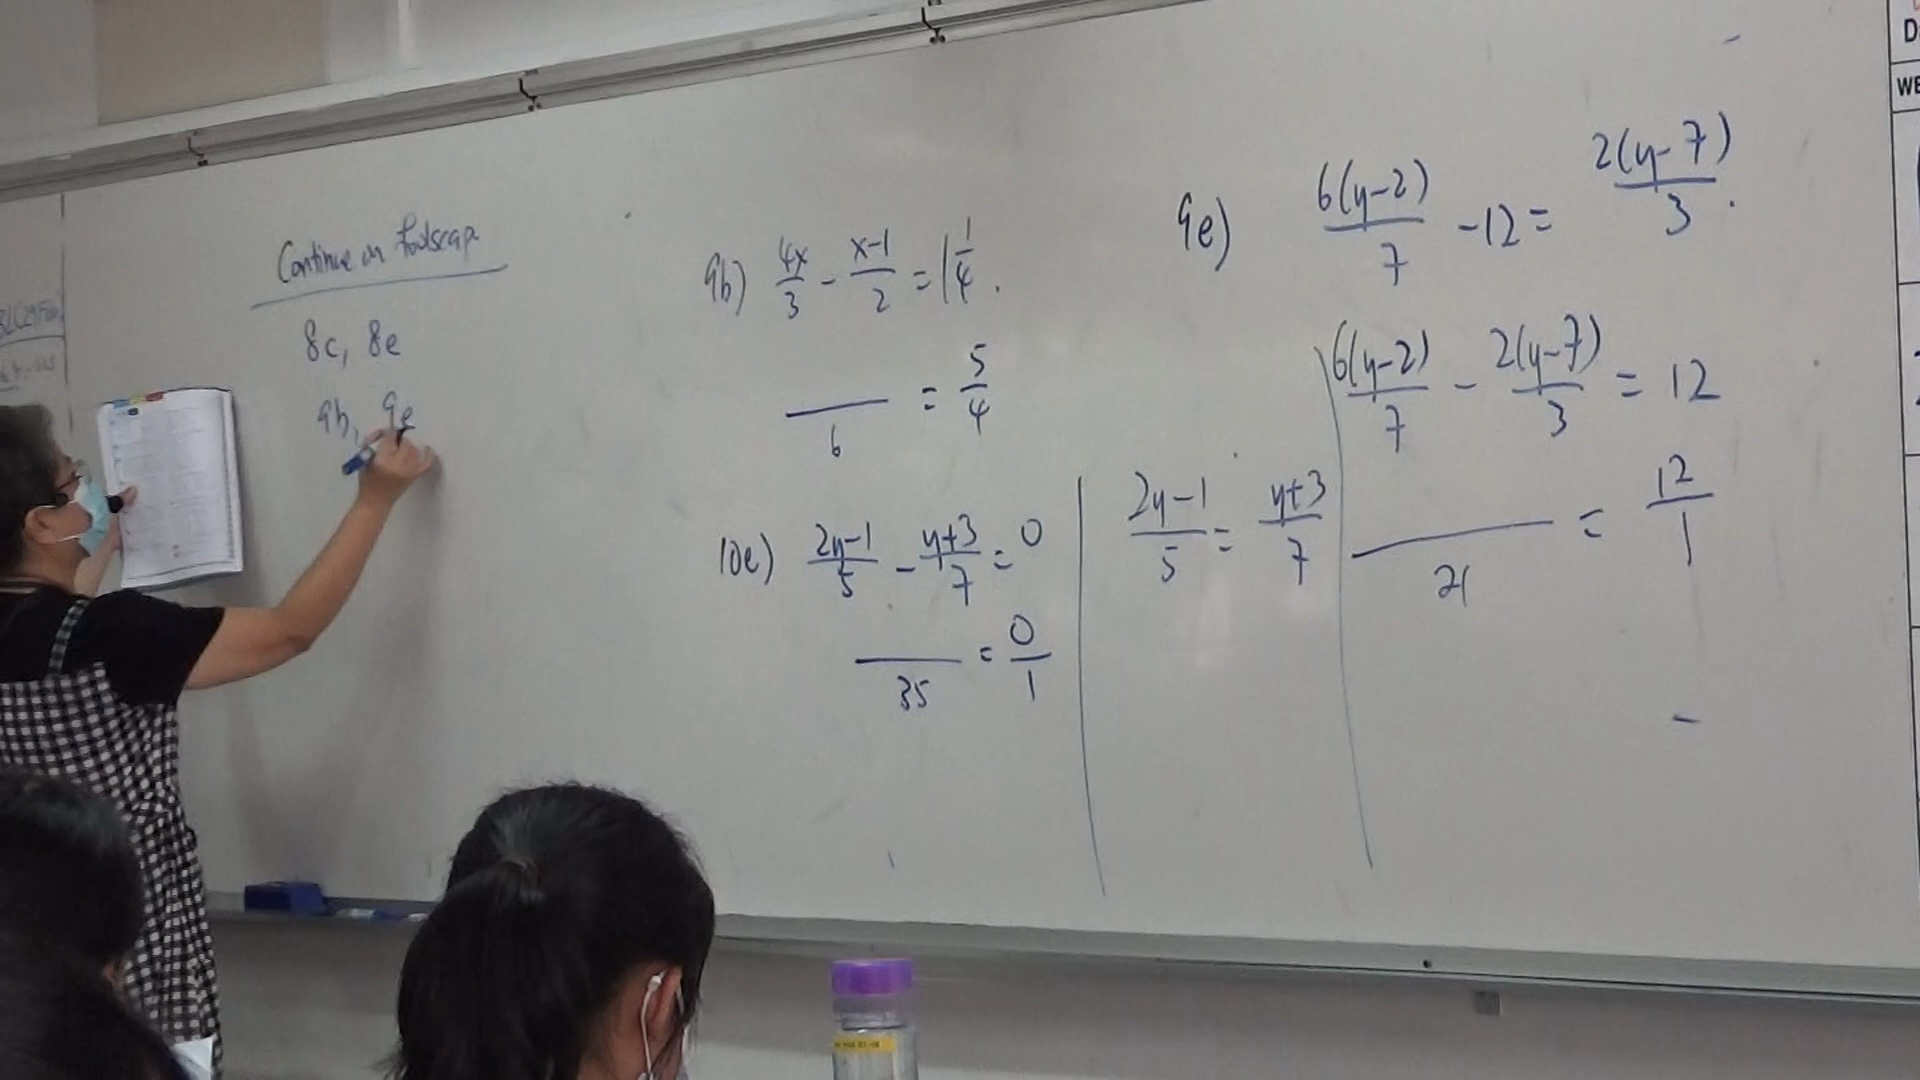 Continue on foolscap
8c, 8e
9b, 9e
9b) 4x/3 - x-1/2 = 1 1/4.
/6 = 5/4
10e) 2y-1/5 - y+3/7 = 0
/35 = 0/1
2y-1/5 = y+3/7
9e) 6(y-2)/7 - 12 = 2(y-7)/3.
6(y-2)/7 - 2(y-7)/3 = 12
/21 = 12/1
WE